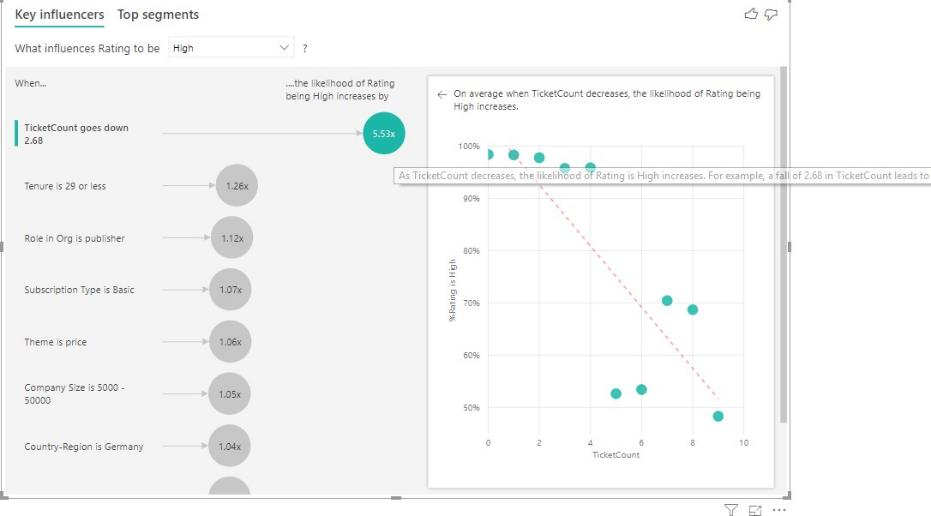 Key influencers Top segments
What influences Rating to be High ?
When...
....the likelihood of Rating
being High increases by
TicketCount goes down
2.68
5.53x
Tenure is 29 or less
1.26x
Role in Org is publisher
1.12x
Subscription Type is Basic
1.07x
Theme is price
1.06x
Company Size is 5000 -
50000
1.05x
Country-Region is Germany
1.04x
← On average when TicketCount decreases, the likelihood of Rating being
High increases.
As TicketCount decreases, the likelihood of Rating is High increases. For example, a fall of 2.68 in TicketCount leads to
100%
90%
80%
70%
60%
50%
%Rating is High
0 2 4 6 8 10
TicketCount